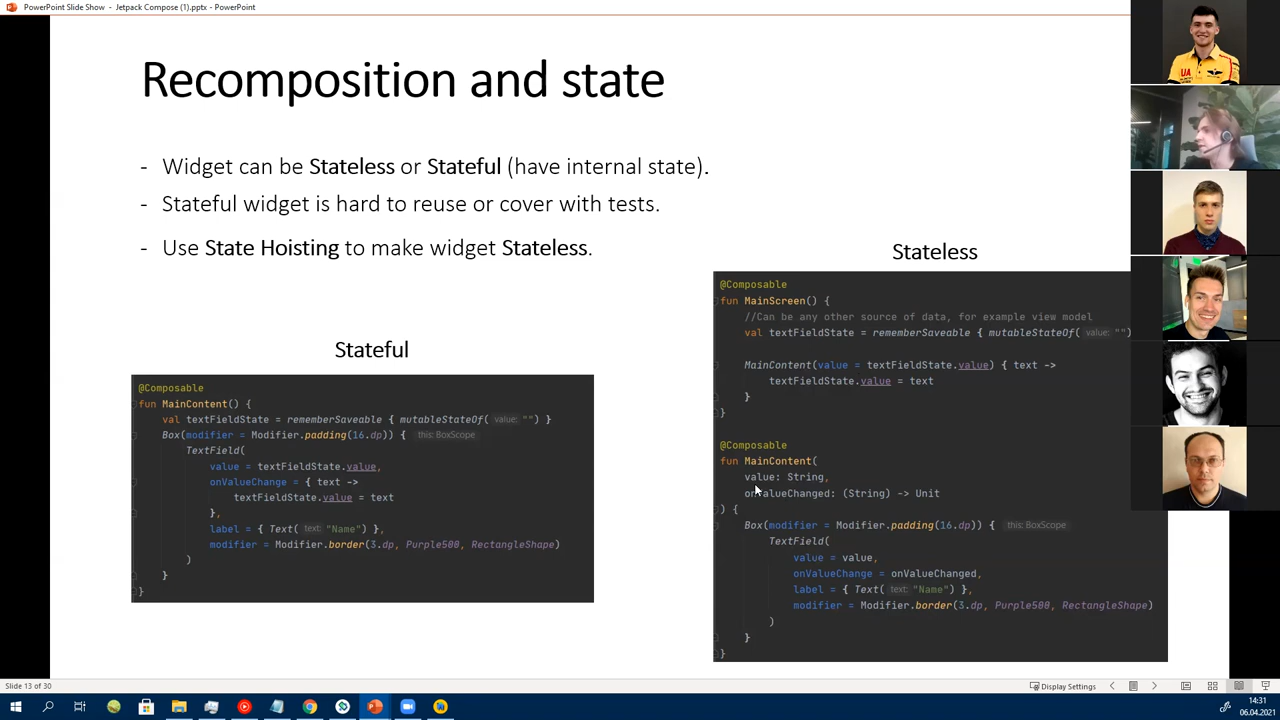 PowerPoint Slide Show - Jetpack Compose (1).pptx - PowerPoint
Recomposition and state
- Widget can be Stateless or Stateful (have internal state).
- Stateful widget is hard to reuse or cover with tests.
- Use State Hoisting to make widget Stateless.
Stateful
@Composable
fun MainContent() {
val textFieldState = rememberSaveable { mutableStateOf( value: "") }
Box(modifier = Modifier.padding(16.dp)) { this: BoxScope
TextField(
value = textFieldState.value,
onValueChange = { text ->
textFieldState.value = text
},
label = { Text( text: "Name") },
modifier = Modifier.border(3.dp, Purple500, RectangleShape)
)
}
}
Stateless
@Composable
fun MainScreen() {
//Can be any other source of data, for example view model
val textFieldState = rememberSaveable { mutableStateOf( value: "")
MainContent(value = textFieldState.value) { text ->
textFieldState.value = text
}
}
@Composable
fun MainContent(
value: String,
onValueChanged: (String) -> Unit
) {
Box(modifier = Modifier.padding(16.dp)) { this: BoxScope
TextField(
value = value,
onValueChange = onValueChanged,
label = { Text( text: "Name") },
modifier = Modifier.border(3.dp, Purple500, RectangleShape)
)
}
}
UA
Slide 13 of 30
Display Settings
14:31
06.04.2021